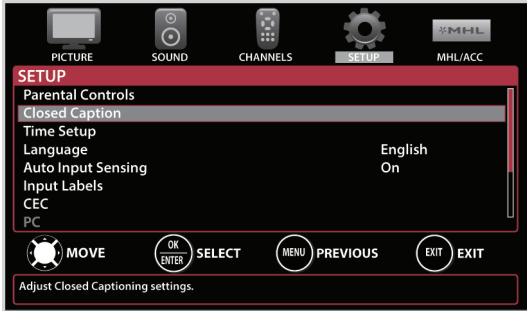 MHL
PICTURE SOUND CHANNELS SETUP MHL/ACC
SETUP
Parental Controls
Closed Caption
Time Setup
Language English
Auto Input Sensing On
Input Labels
CEC
PC
MOVE OK ENTER SELECT MENU PREVIOUS EXIT EXIT
Adjust Closed Captioning settings.